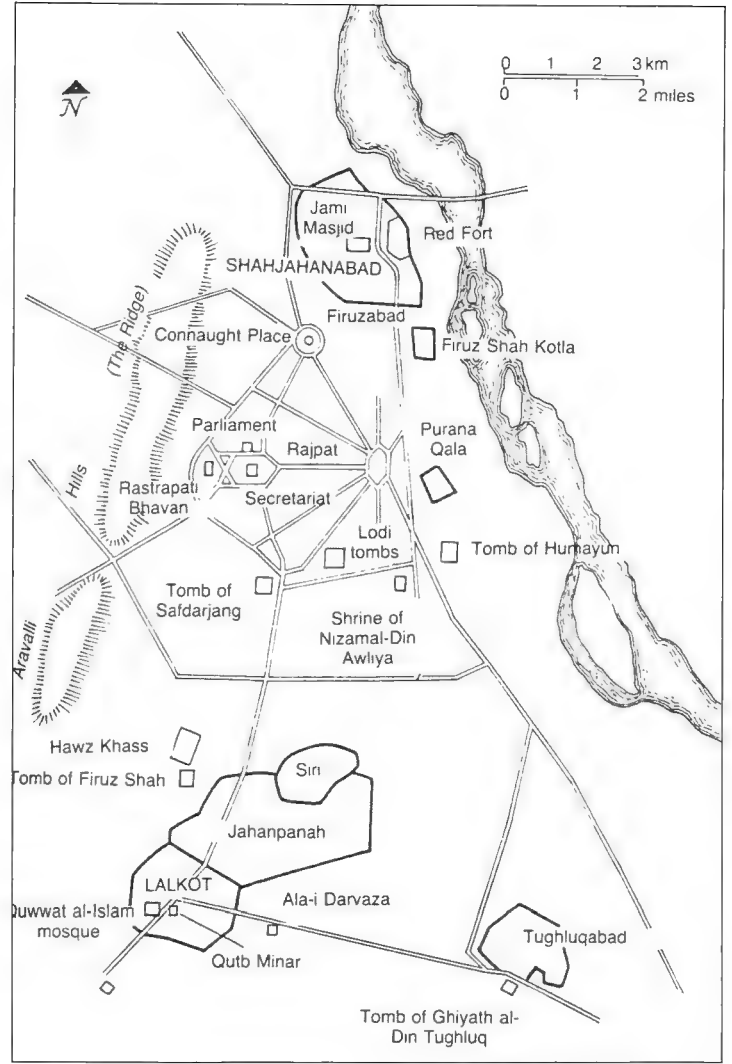 0 1 2 3 km
0 1 2 miles
N
Jami
Masjid
Red Fort
SHAHJAHANABAD
Firuzabad
(The Ridge)
Connaught Place
Firuz Shah Kotla
Parliament
Rajpat
Purana
Qala
Hills
Rastrapati
Bhavan
Secretariat
Lodi
tombs
Tomb of Humayun
Tomb of
Safdarjang
Shrine of
Nizamal-Din
Awliya
Aravalli
Hawz Khass
Siri
Tomb of Firuz Shah
Jahanpanah
LALKOT
Ala-i Darvaza
Quwwat al-Islam
mosque
Qutb Minar
Tughluqabad
Tomb of Ghiyath al-
Din Tughluq